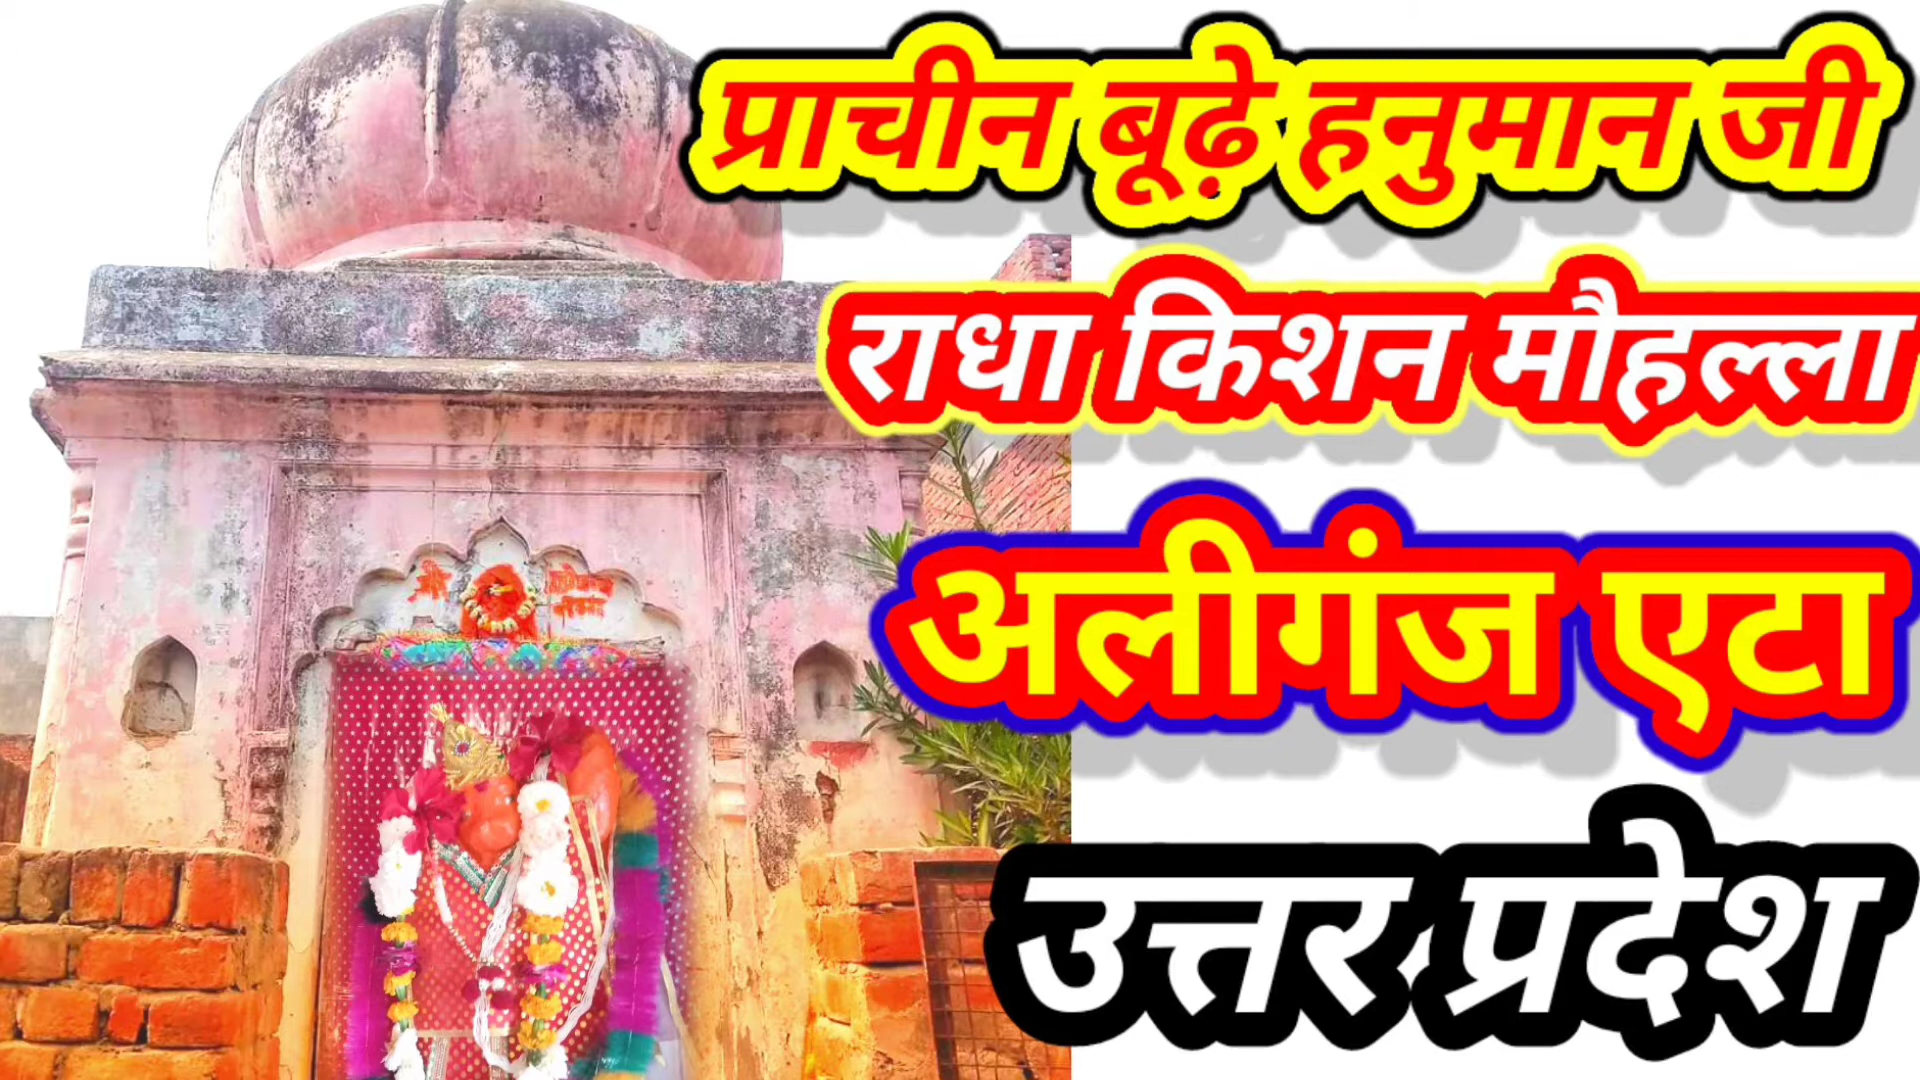 प्राचीन बूढ़े हनुमान जी
राधा किशन मौहल्ला
अलीगंज एटा
उत्तर प्रदेश